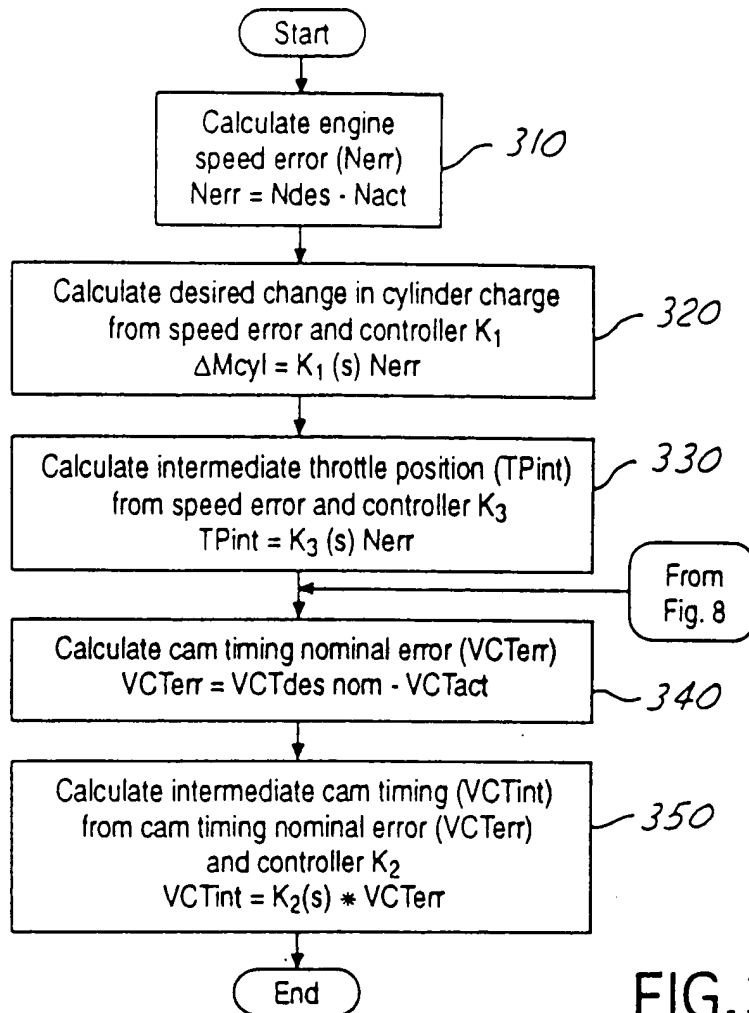 Start
Calculate engine
speed error (Nerr)
Nerr = Ndes - Nact
310
Calculate desired change in cylinder charge
from speed error and controller K₁
ΔMcyl = K₁ (s) Nerr
320
Calculate intermediate throttle position (TPint)
from speed error and controller K₃
TPint = K₃ (s) Nerr
330
From
Fig. 8
Calculate cam timing nominal error (VCTerr)
VCTerr = VCTdes nom - VCTact
340
Calculate intermediate cam timing (VCTint)
from cam timing nominal error (VCTerr)
and controller K₂
VCTint = K₂(s) * VCTerr
350
End
FIG.